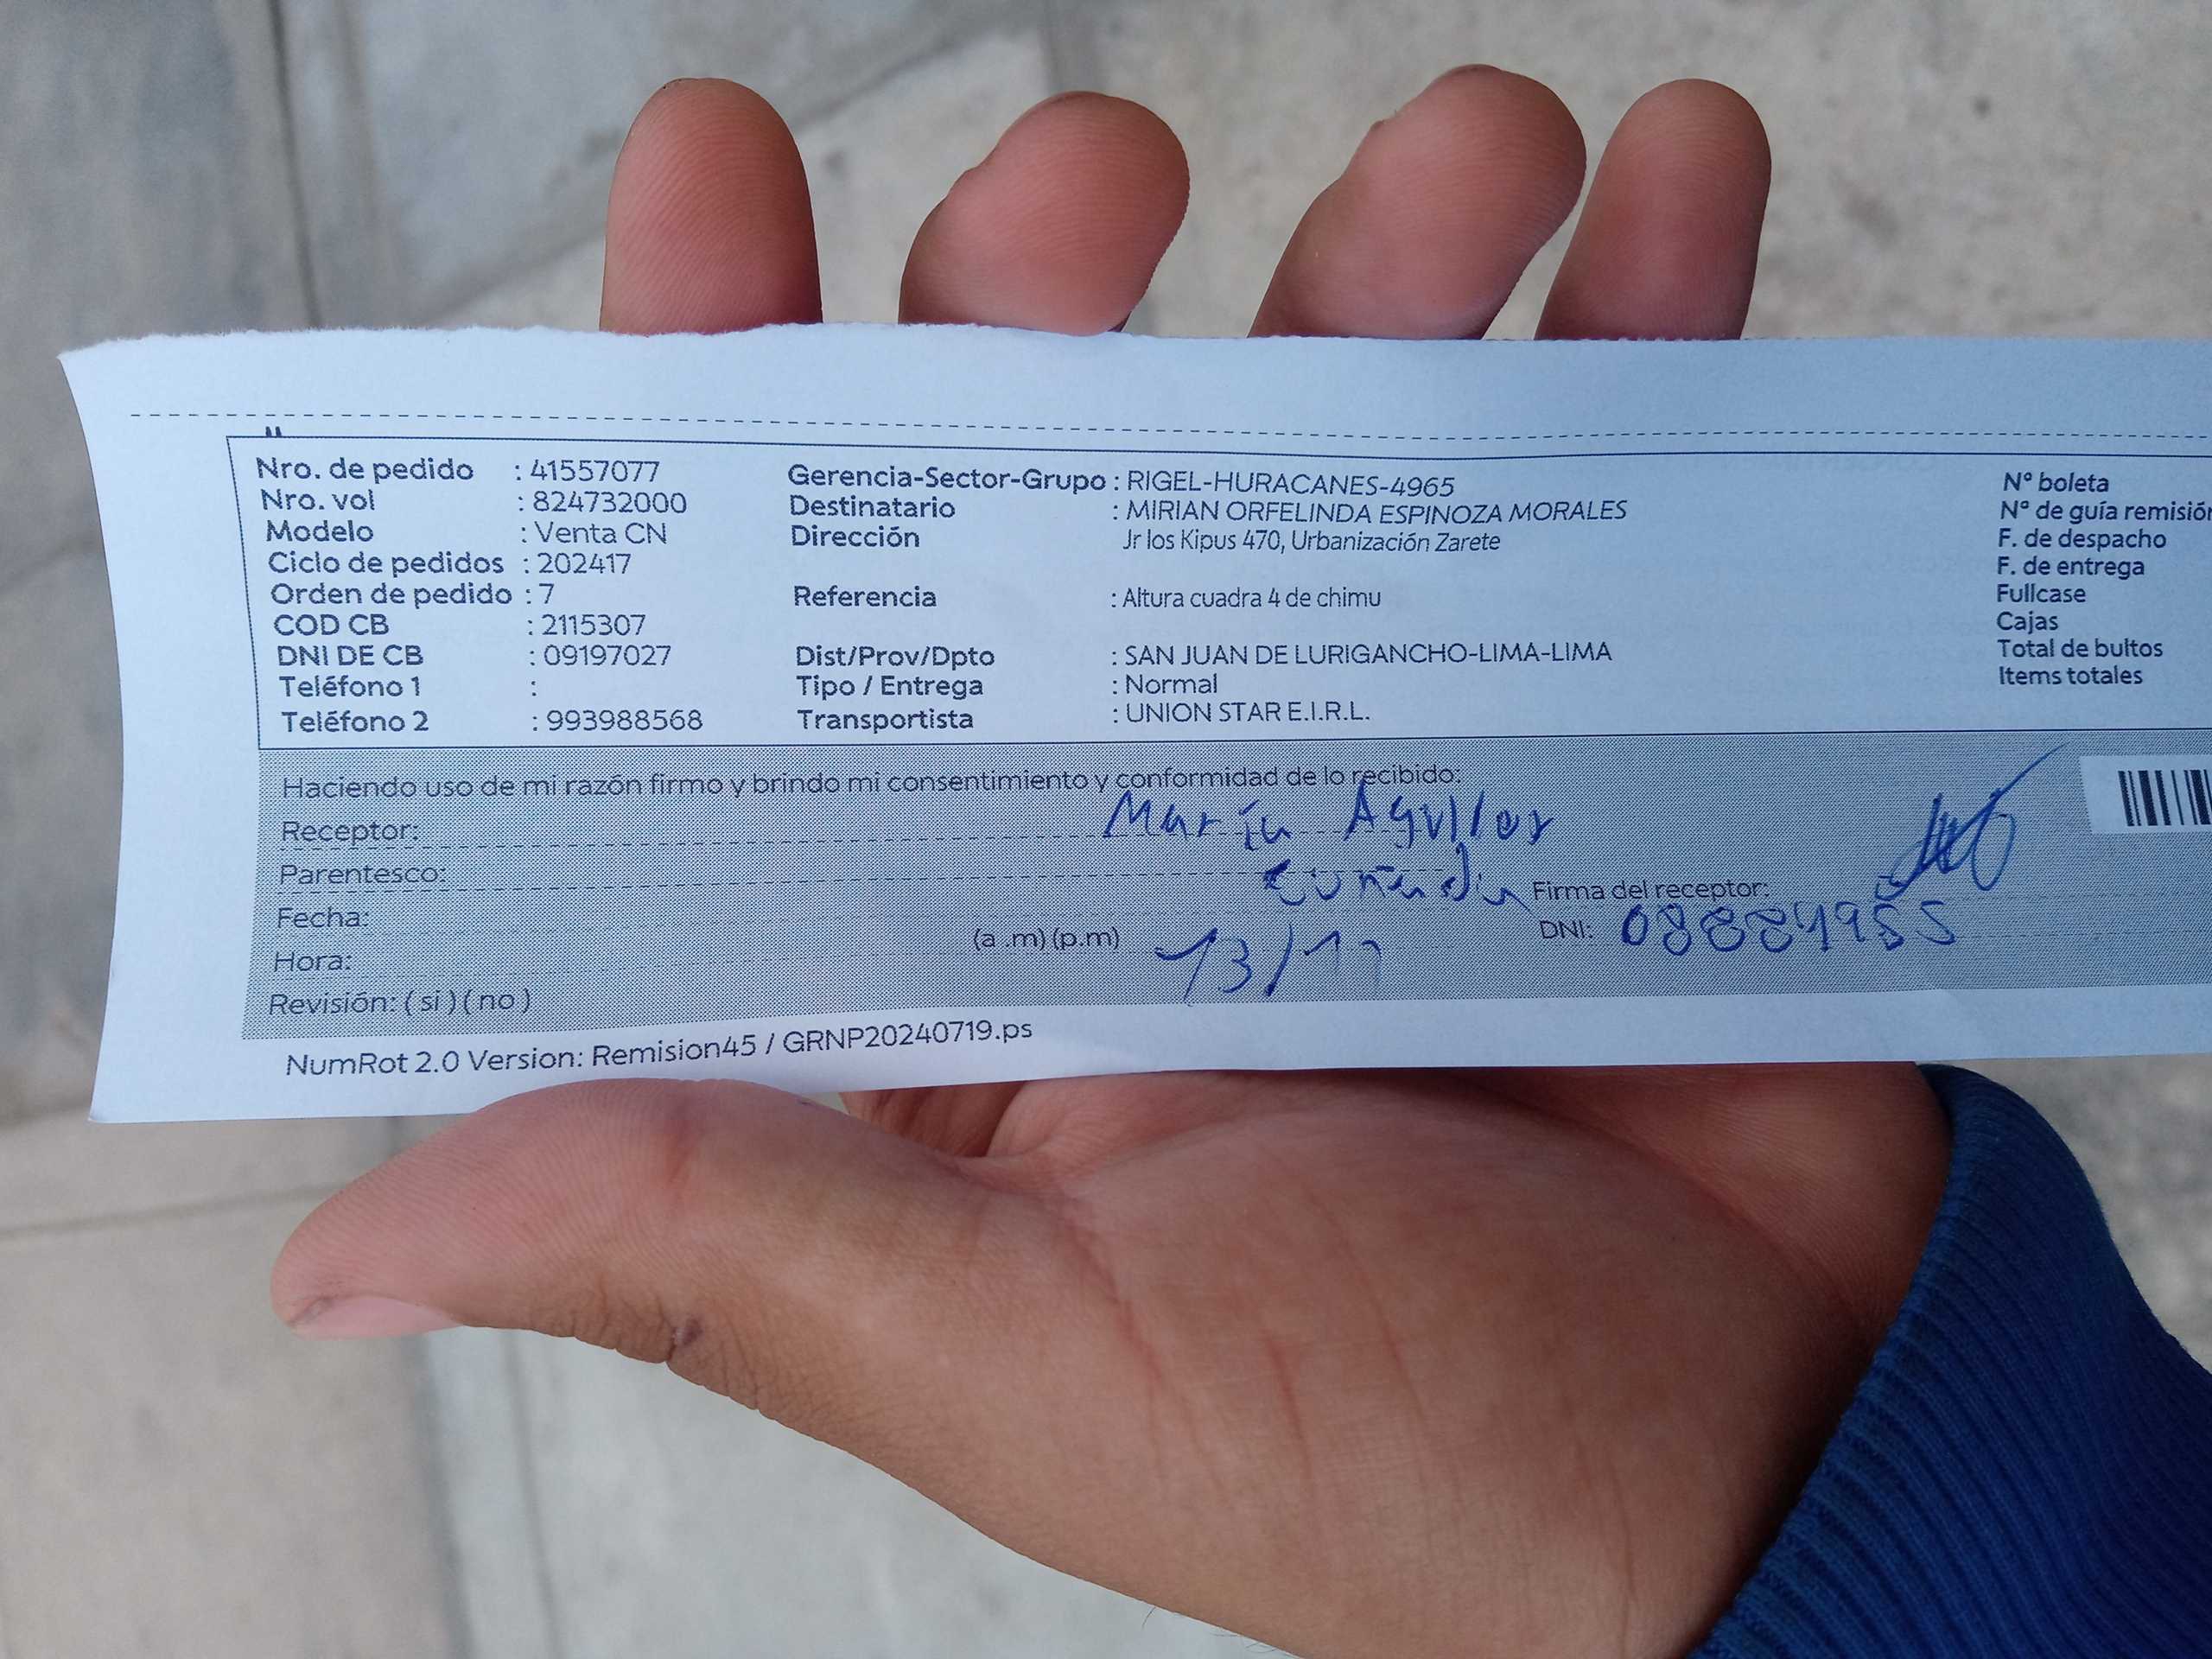 Nro. de pedido : 41557077
Nro. vol : 824732000
Modelo : Venta CN
Ciclo de pedidos : 202417
Orden de pedido : 7
COD CB : 2115307
DNI DE CB : 09197027
Teléfono 1 :
Teléfono 2 : 993988568
Gerencia-Sector-Grupo : RIGEL-HURACANES-4965
Destinatario : MIRIAN ORFELINDA ESPINOZA MORALES
Dirección Jr los Kipus 470, Urbanización Zarete
Referencia : Altura cuadra 4 de chimu
Dist/Prov/Dpto : SAN JUAN DE LURIGANCHO-LIMA-LIMA
Tipo / Entrega : Normal
Transportista : UNION STAR E.I.R.L.
Nº boleta
Nº de guía remisión
F. de despacho
F. de entrega
Fullcase
Cajas
Total de bultos
Items totales
Haciendo uso de mi razón firmo y brindo mi consentimiento y conformidad de lo recibido:
Receptor: María
Parentesco: cuñada
Firma del receptor:
Fecha:
DNI:
Hora: (a .m) (p.m) 13/11
Revisión: ( si ) ( no )
NumRot 2.0 Version: Remision45 / GRNP20240719.ps